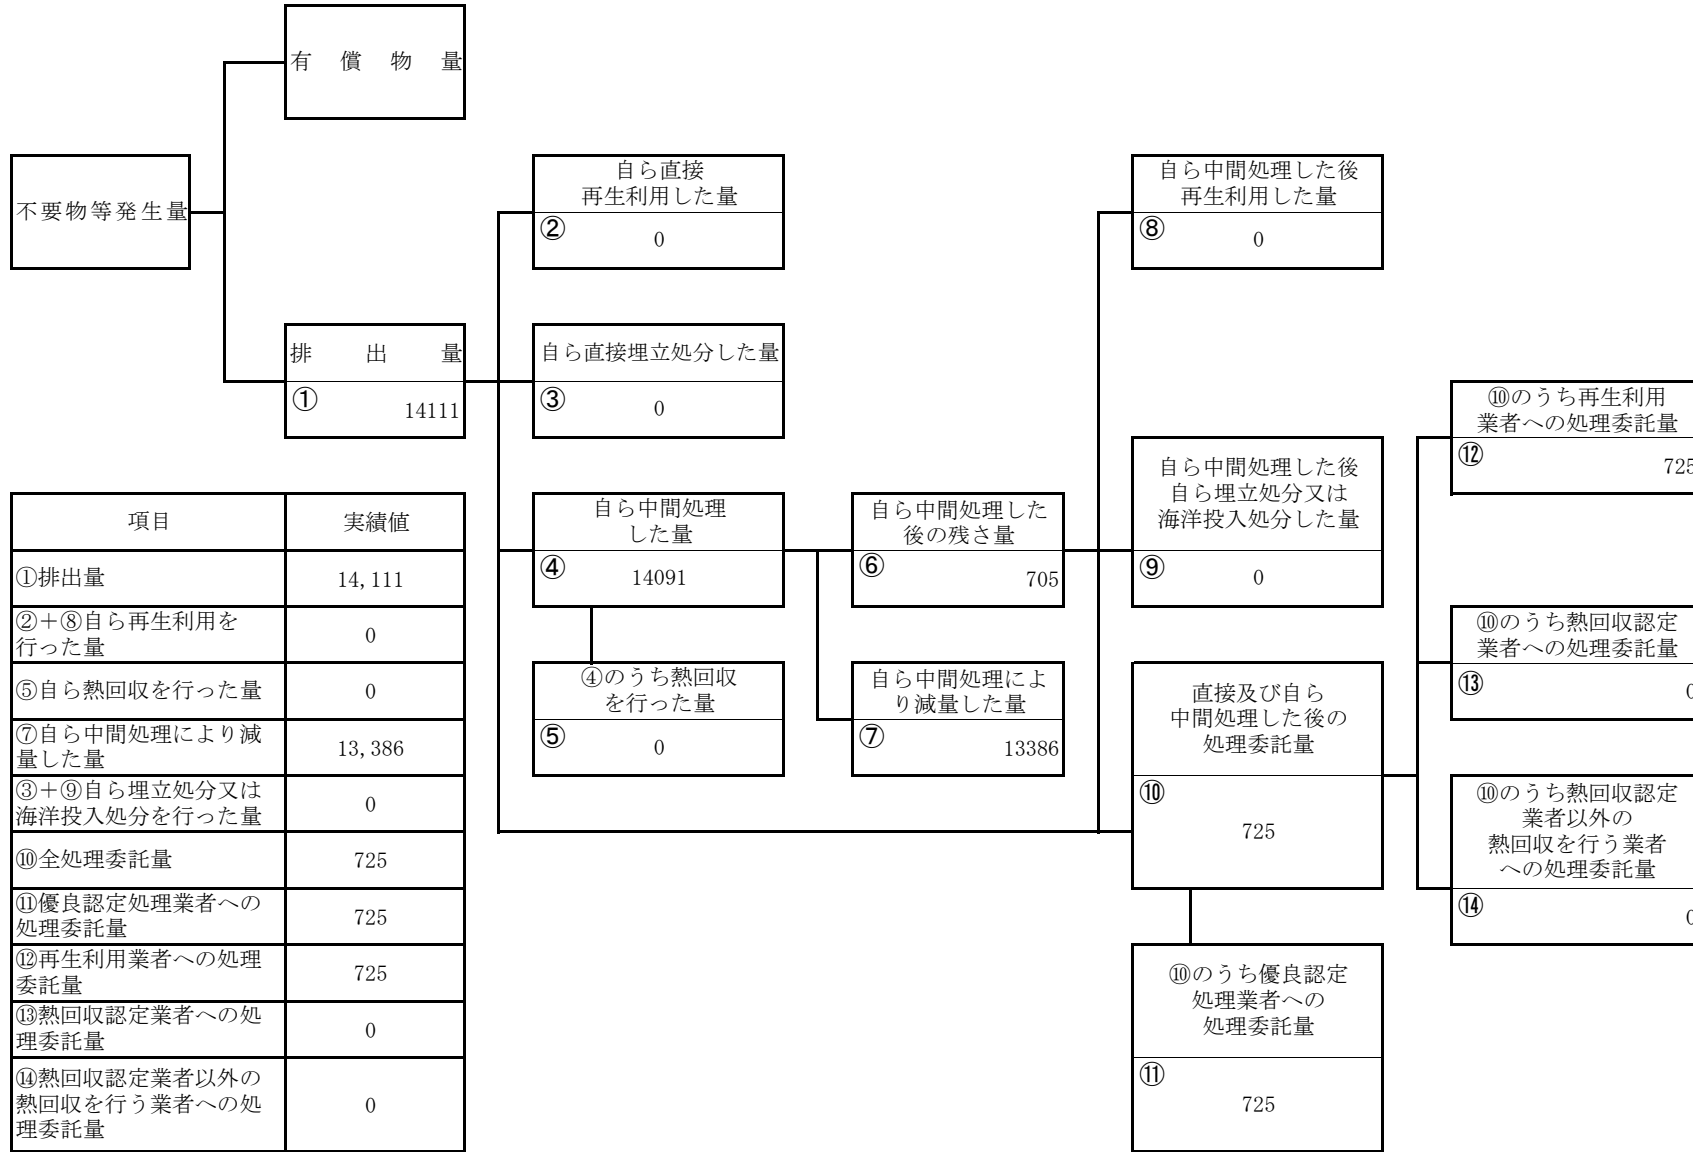 有償物量
不要物等発生量
排出量
①
14111
自ら直接
再生利用した量
②
0
自ら直接埋立処分した量
③
0
自ら中間処理
した量
④
14091
④のうち熱回収
を行った量
⑤
0
自ら中間処理した
後の残さ量
⑥
705
自ら中間処理によ
り減量した量
⑦
13386
自ら中間処理した後
再生利用した量
⑧
0
自ら中間処理した後
自ら埋立処分又は
海洋投入処分した量
⑨
0
直接及び自ら
中間処理した後の
処理委託量
⑩
725
⑩のうち優良認定
処理業者への
処理委託量
⑪
725
⑩のうち再生利用
業者への処理委託量
⑫
725
⑩のうち熱回収認定
業者への処理委託量
⑬
0
⑩のうち熱回収認定
業者以外の
熱回収を行う業者
への処理委託量
⑭
0
項目 実績値
①排出量 14,111
②+⑧自ら再生利用を
行った量 0
⑤自ら熱回収を行った量 0
⑦自ら中間処理により減
量した量 13,386
③+⑨自ら埋立処分又は
海洋投入処分を行った量 0
⑩全処理委託量 725
⑪優良認定処理業者への
処理委託量 725
⑫再生利用業者への処理
委託量 725
⑬熱回収認定業者への処
理委託量 0
⑭熱回収認定業者以外の
熱回収を行う業者への処
理委託量 0